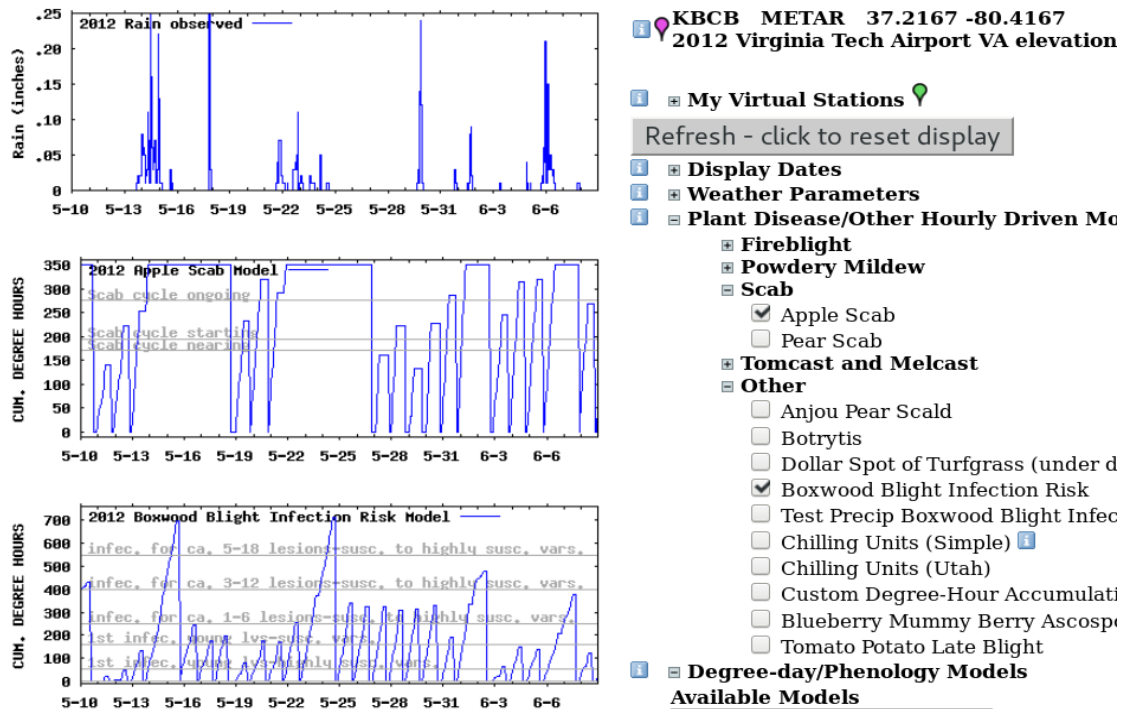 2012 Rain observed
Rain (inches)
.25
.20
.15
.10
.05
0
5-10 5-13 5-16 5-19 5-22 5-25 5-28 5-31 6-3 6-6
2012 Apple Scab Model
CUM. DEGREE HOURS
350
300
Scab cycle ongoing
250
200
Scab cycle starting
Scab cycle nearing
150
100
50
0
5-10 5-13 5-16 5-19 5-22 5-25 5-28 5-31 6-3 6-6
2012 Boxwood Blight Infection Risk Model
CUM. DEGREE HOURS
700
600
infec. for ca. 5-18 lesions-susc. to highly susc. vars.
500
infec. for ca. 3-12 lesions-susc. to highly susc. vars.
400
300
infec. for ca. 1-6 lesions-susc. to highly susc. vars.
200
1st infec. young lvs-susc. vars.
100
1st infec. young lvs-highly susc. vars.
0
5-10 5-13 5-16 5-19 5-22 5-25 5-28 5-31 6-3 6-6
KBCB METAR 37.2167 -80.4167
2012 Virginia Tech Airport VA elevation
My Virtual Stations
Refresh - click to reset display
Display Dates
Weather Parameters
Plant Disease/Other Hourly Driven Mo
Fireblight
Powdery Mildew
Scab
Apple Scab
Pear Scab
Tomcast and Melcast
Other
Anjou Pear Scald
Botrytis
Dollar Spot of Turfgrass (under d
Boxwood Blight Infection Risk
Test Precip Boxwood Blight Infec
Chilling Units (Simple)
Chilling Units (Utah)
Custom Degree-Hour Accumulati
Blueberry Mummy Berry Ascosp
Tomato Potato Late Blight
Degree-day/Phenology Models
Available Models